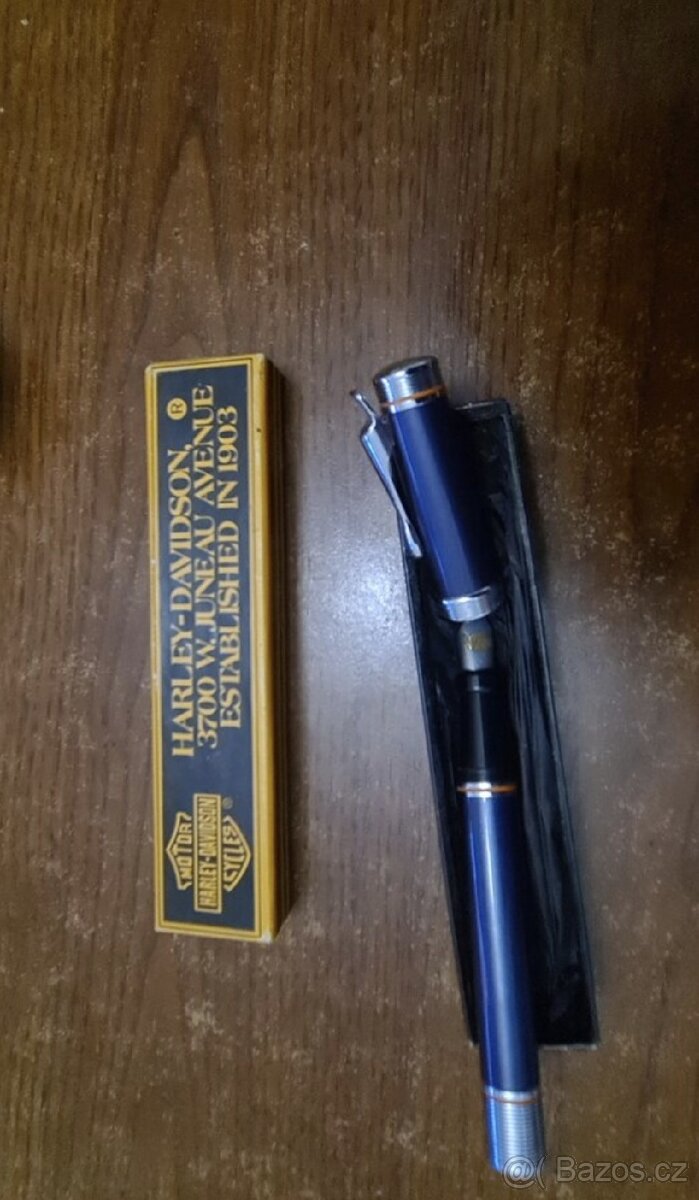 HARLEY-DAVIDSON, ®
3700 W. JUNEAU AVENUE
ESTABLISHED IN 1903
MOTOR
HARLEY-DAVIDSON
CYCLES ®
@( Bazos.cz